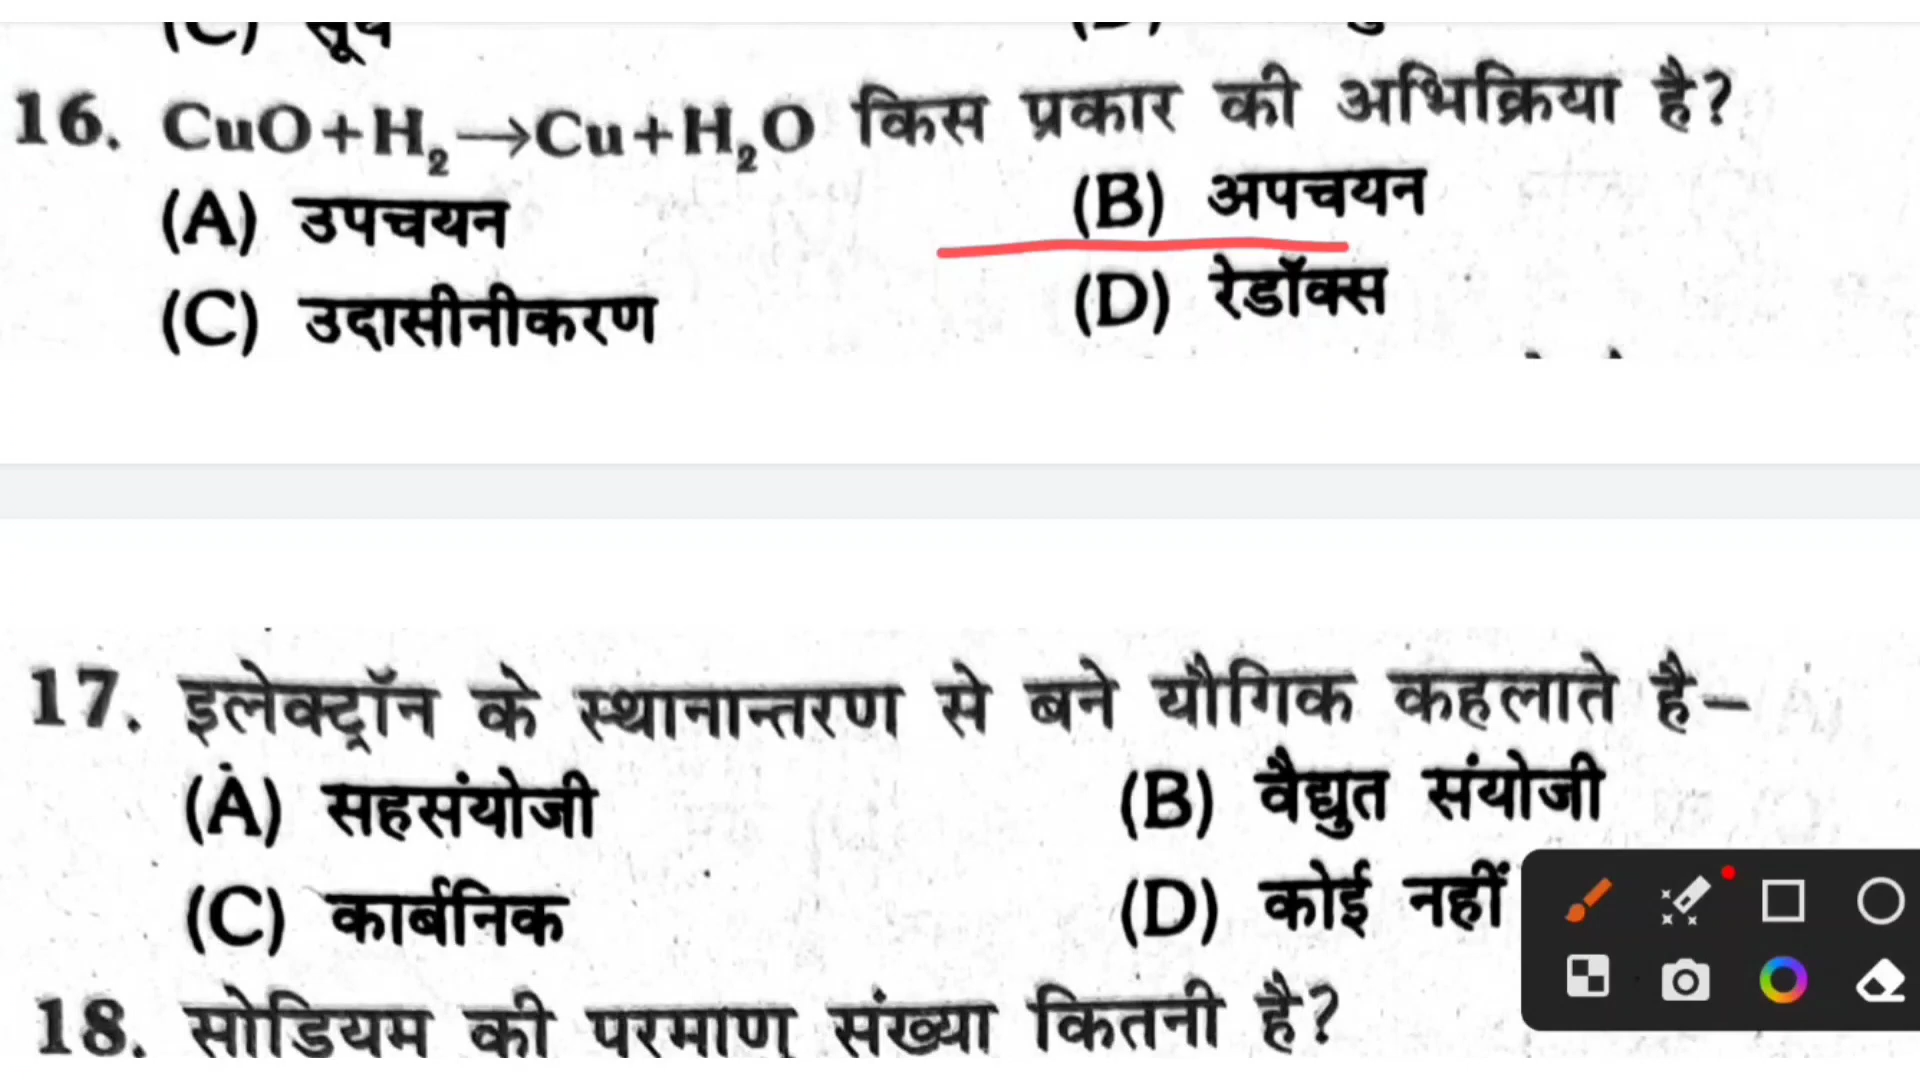 (C) सूर्य
16. CuO+H₂→Cu+H₂O किस प्रकार की अभिक्रिया है?
(A) उपचयन (B) अपचयन
(C) उदासीनीकरण (D) रेडॉक्स
17. इलेक्ट्रॉन के स्थानान्तरण से बने यौगिक कहलाते है–
(A) सहसंयोजी (B) वैद्युत संयोजी
(C) कार्बनिक (D) कोई नहीं
18. सोडियम की परमाणु संख्या कितनी है?